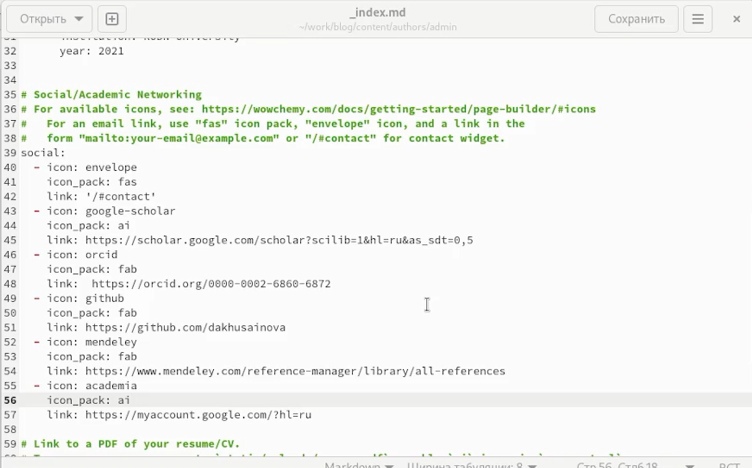 Открыть
_index.md
~/work/blog/content/authors/admin
Сохранить
31 institution: RUDN University
32 year: 2021
33
34
35 # Social/Academic Networking
36 # For available icons, see: https://wowchemy.com/docs/getting-started/page-builder/#icons
37 #   For an email link, use "fas" icon pack, "envelope" icon, and a link in the
38 #   form "mailto:your-email@example.com" or "/#contact" for contact widget.
39 social:
40   - icon: envelope
41     icon_pack: fas
42     link: '/#contact'
43   - icon: google-scholar
44     icon_pack: ai
45     link: https://scholar.google.com/scholar?scilib=1&hl=ru&as_sdt=0,5
46   - icon: orcid
47     icon_pack: fab
48     link:  https://orcid.org/0000-0002-6860-6872
49   - icon: github
50     icon_pack: fab
51     link: https://github.com/dakhusainova
52   - icon: mendeley
53     icon_pack: fab
54     link: https://www.mendeley.com/reference-manager/library/all-references
55   - icon: academia
56     icon_pack: ai
57     link: https://myaccount.google.com/?hl=ru
58
59 # Link to a PDF of your resume/CV.
Markdown Ширина табуляции: 8 Стр 56, Стлб 18 ВСТ